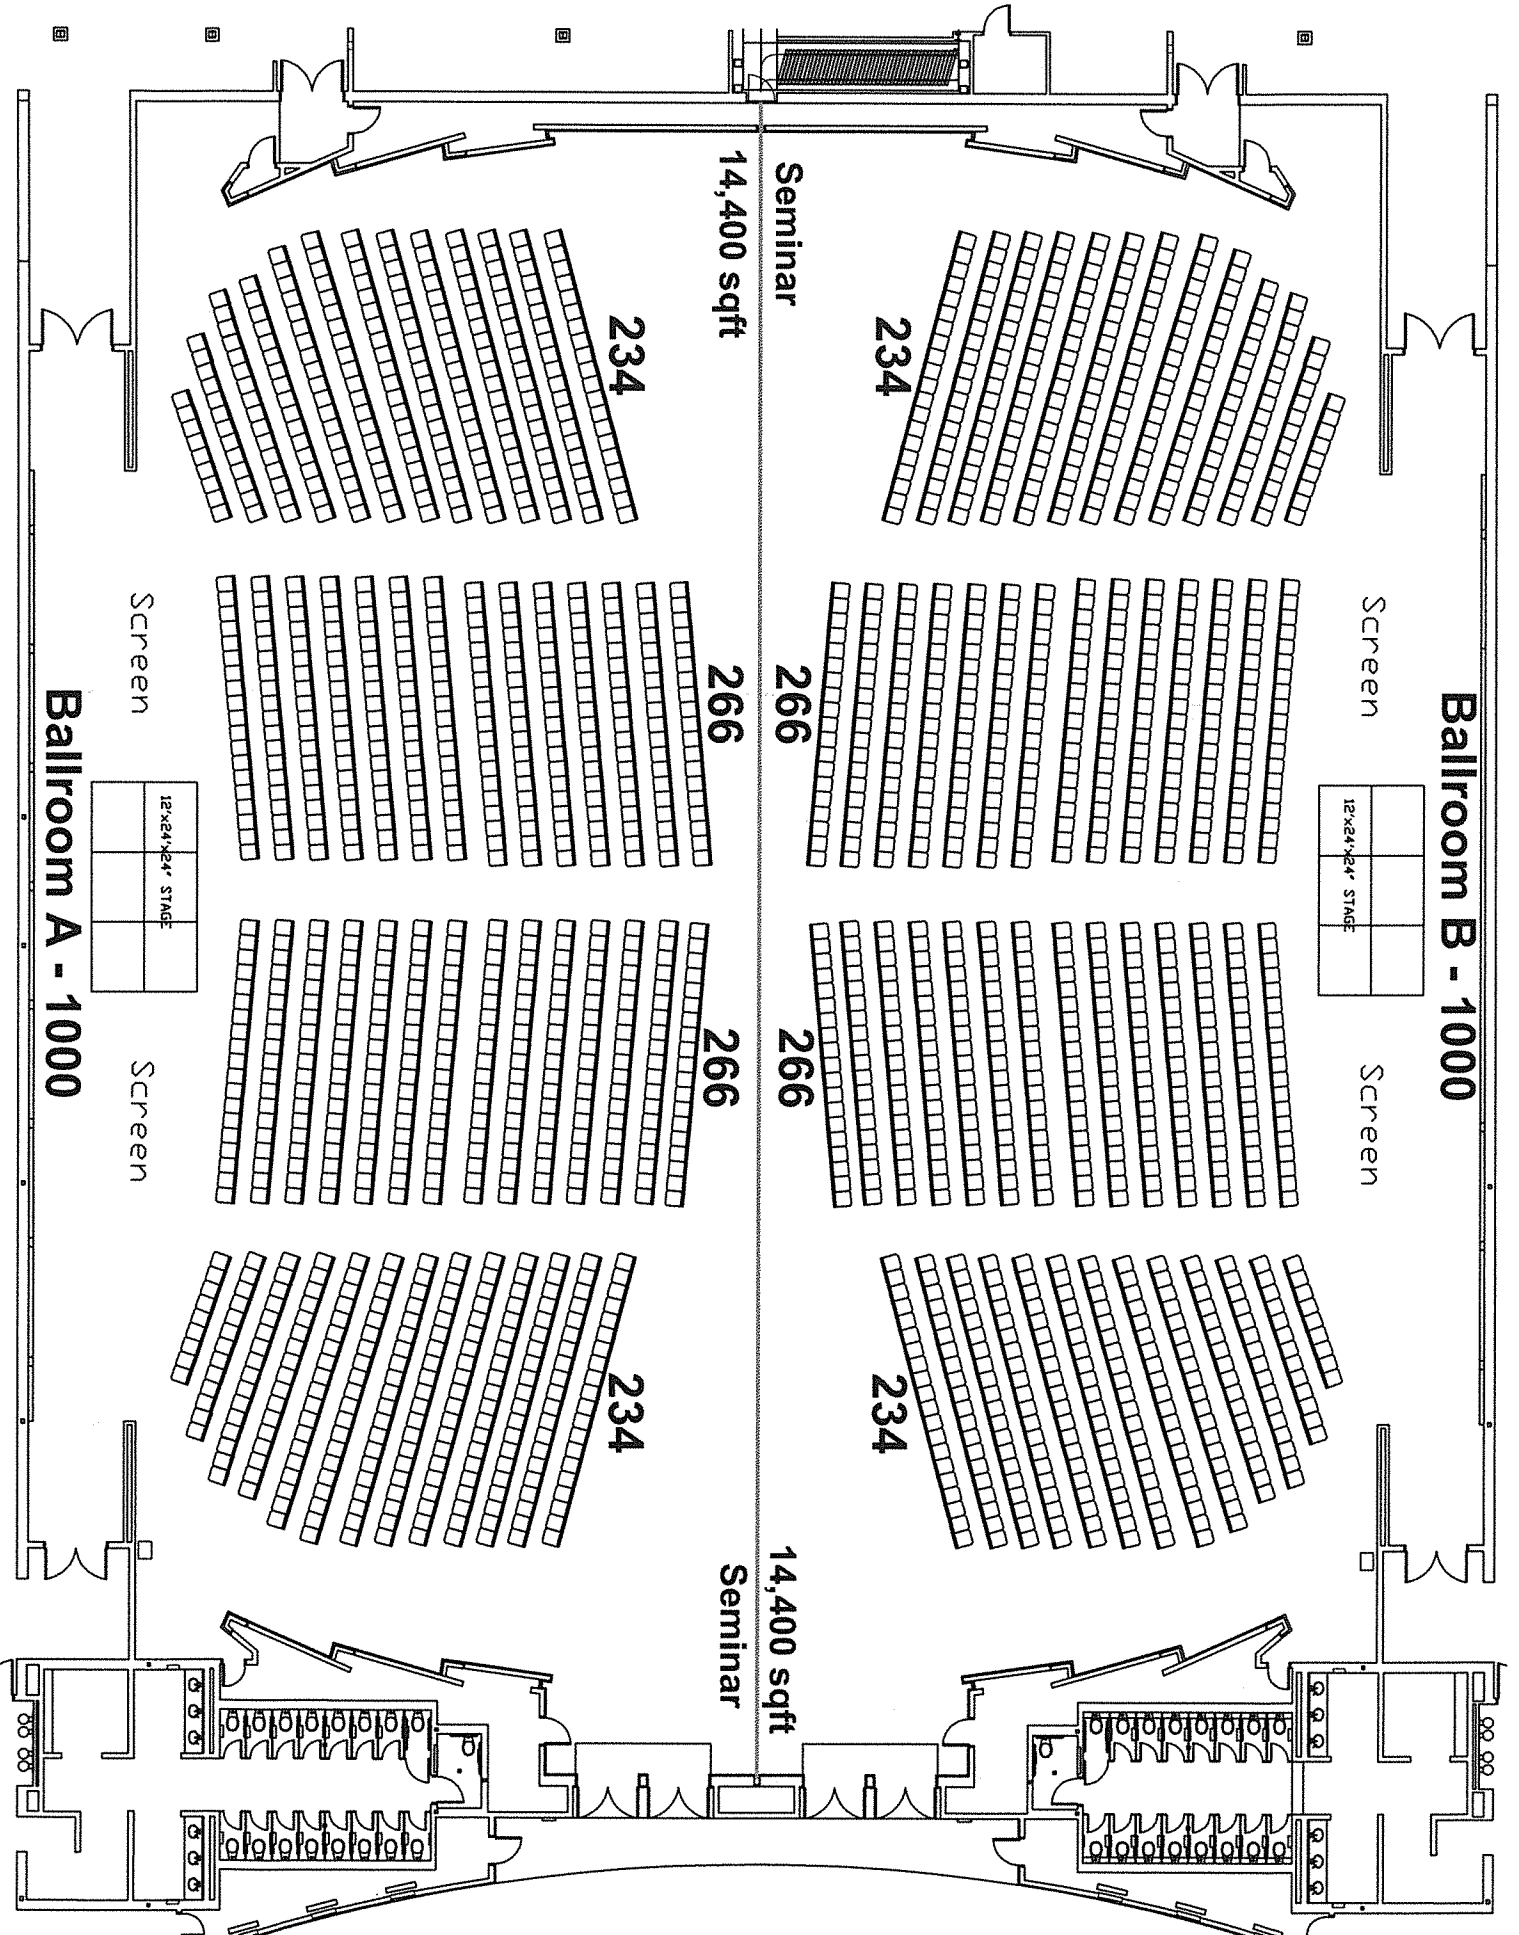 Ballroom B - 1000
12'x24'x24" STAGE
Screen
Screen
234
266
266
234
Seminar
14,400 sqft
14,400 sqft
Seminar
234
266
266
234
Screen
Screen
12'x24'x24" STAGE
Ballroom A - 1000